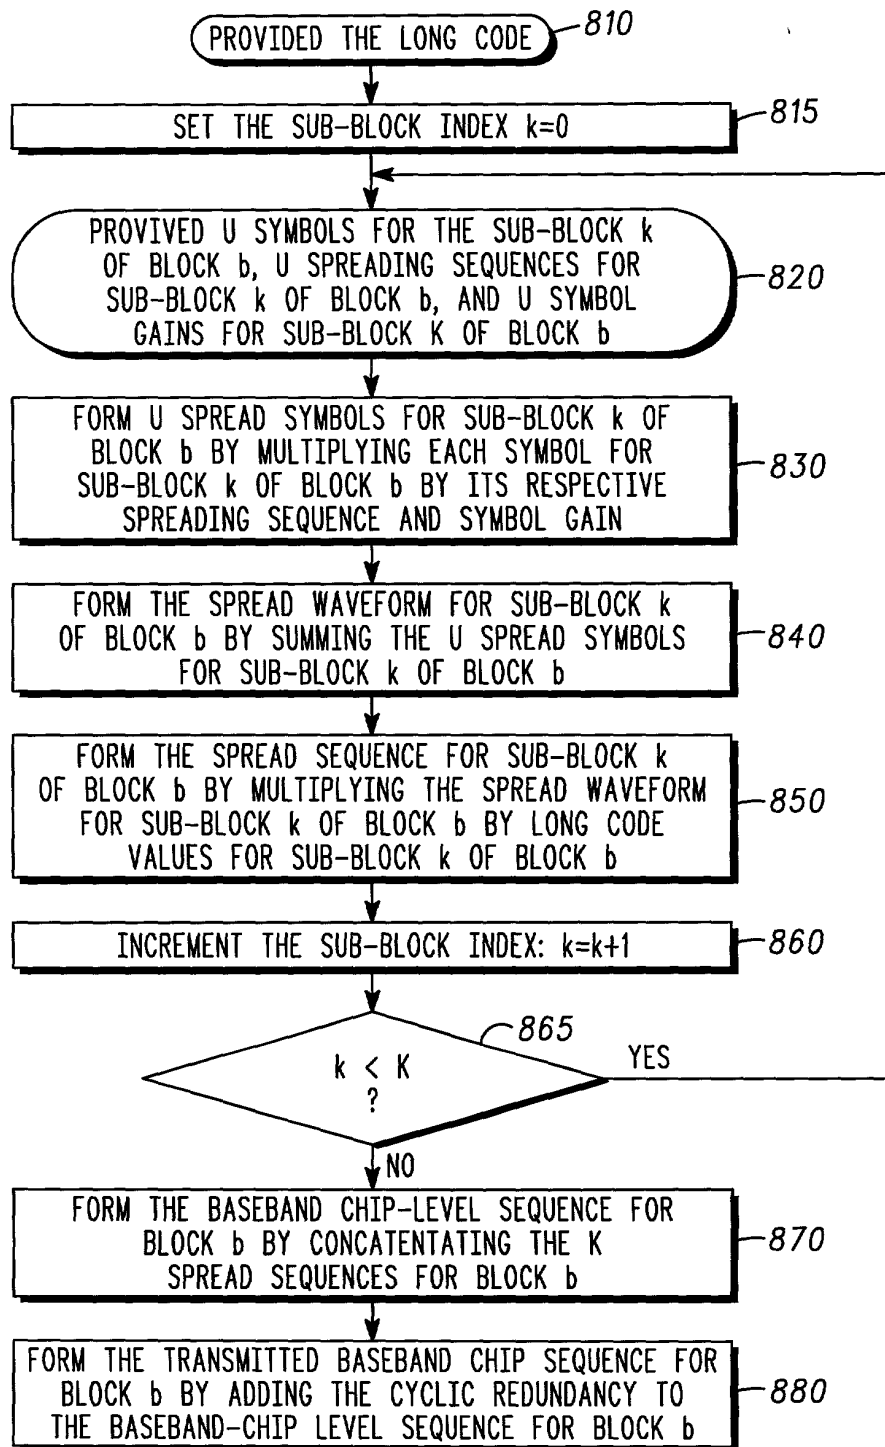 PROVIDED THE LONG CODE
810
SET THE SUB-BLOCK INDEX k=0
815
PROVIVED U SYMBOLS FOR THE SUB-BLOCK k
OF BLOCK b, U SPREADING SEQUENCES FOR
SUB-BLOCK k OF BLOCK b, AND U SYMBOL
GAINS FOR SUB-BLOCK K OF BLOCK b
820
FORM U SPREAD SYMBOLS FOR SUB-BLOCK k OF
BLOCK b BY MULTIPLYING EACH SYMBOL FOR
SUB-BLOCK k OF BLOCK b BY ITS RESPECTIVE
SPREADING SEQUENCE AND SYMBOL GAIN
830
FORM THE SPREAD WAVEFORM FOR SUB-BLOCK k
OF BLOCK b BY SUMMING THE U SPREAD SYMBOLS
FOR SUB-BLOCK k OF BLOCK b
840
FORM THE SPREAD SEQUENCE FOR SUB-BLOCK k
OF BLOCK b BY MULTIPLYING THE SPREAD WAVEFORM
FOR SUB-BLOCK k OF BLOCK b BY LONG CODE
VALUES FOR SUB-BLOCK k OF BLOCK b
850
INCREMENT THE SUB-BLOCK INDEX: k=k+1
860
865
k < K
?
YES
NO
FORM THE BASEBAND CHIP-LEVEL SEQUENCE FOR
BLOCK b BY CONCATENTATING THE K
SPREAD SEQUENCES FOR BLOCK b
870
FORM THE TRANSMITTED BASEBAND CHIP SEQUENCE FOR
BLOCK b BY ADDING THE CYCLIC REDUNDANCY TO
THE BASEBAND-CHIP LEVEL SEQUENCE FOR BLOCK b
880